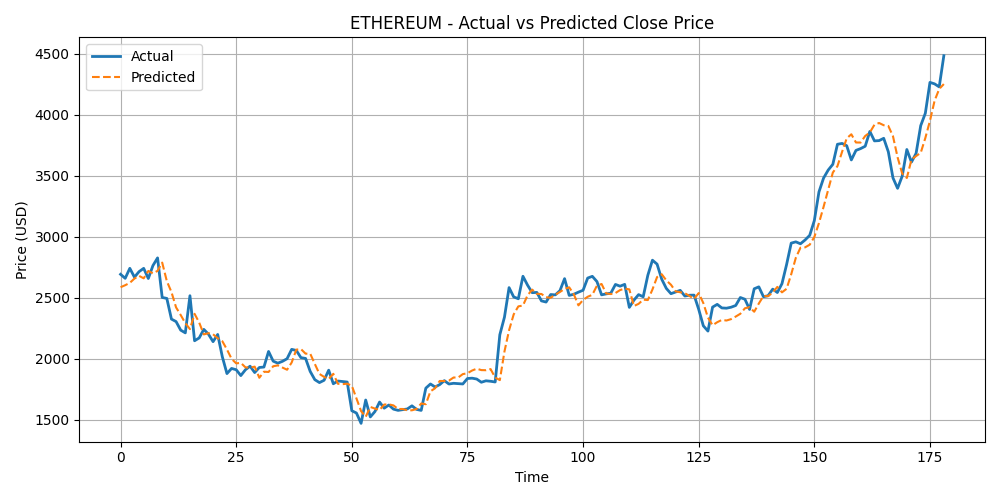 ETHEREUM - Actual vs Predicted Close Price
Actual
Predicted
Price (USD)
4500
4000
3500
3000
2500
2000
1500
0 25 50 75 100 125 150 175
Time